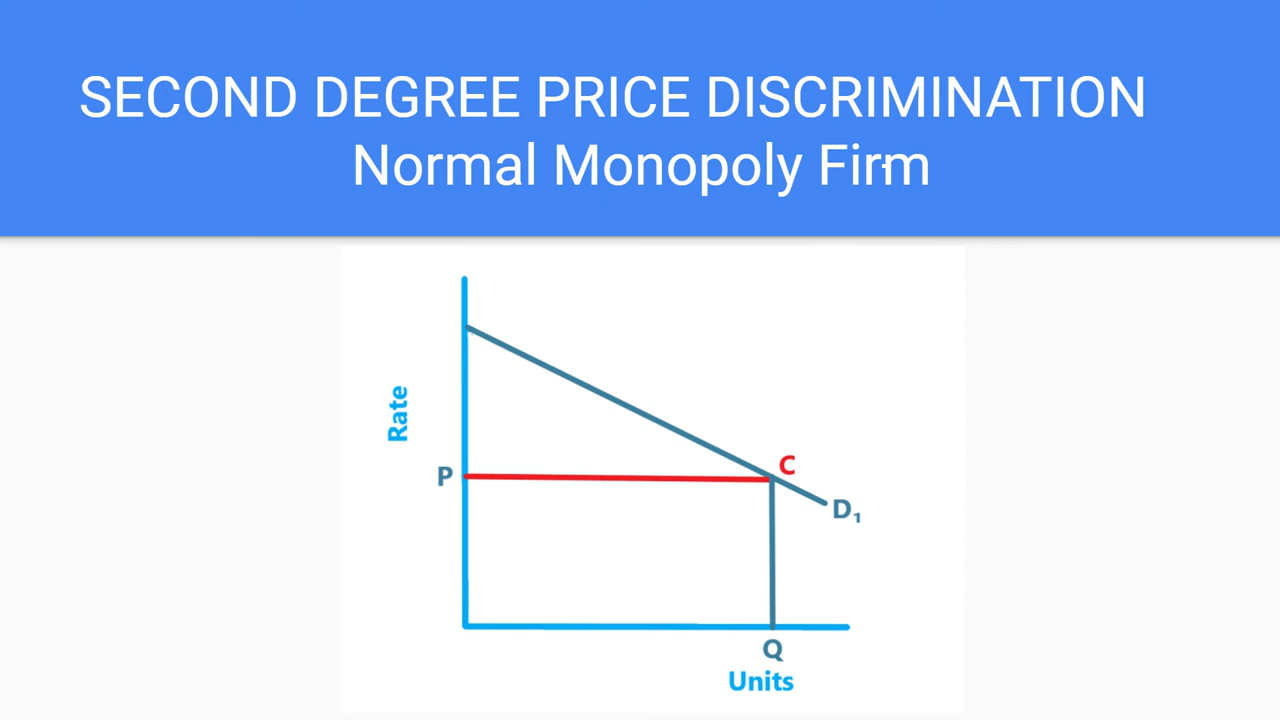 SECOND DEGREE PRICE DISCRIMINATION
Normal Monopoly Firm
Rate
P
C
D₁
Q
Units